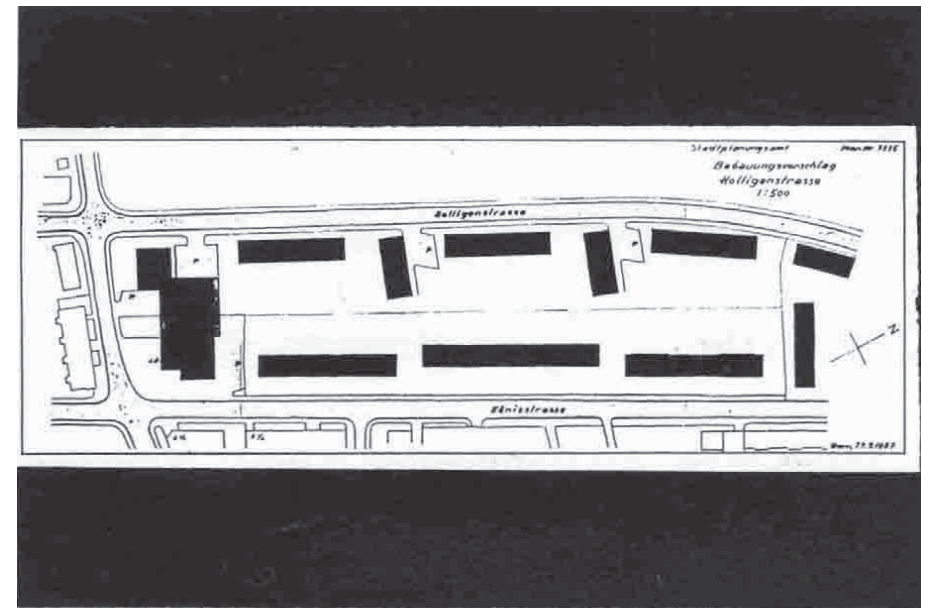 Stadtplanungsamt
Bebauungsvorschlag
Holligenstrasse
1:500
Holligenstrasse
P
P
P
P
P
Könizstrasse